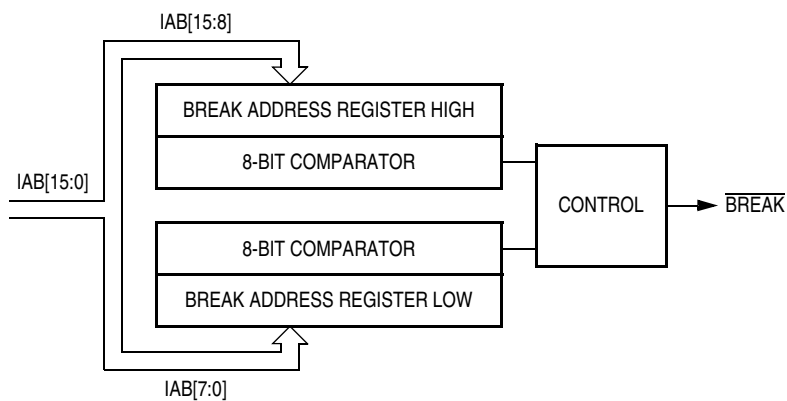 IAB[15:8]
BREAK ADDRESS REGISTER HIGH
8-BIT COMPARATOR
IAB[15:0]
CONTROL
BREAK
8-BIT COMPARATOR
BREAK ADDRESS REGISTER LOW
IAB[7:0]